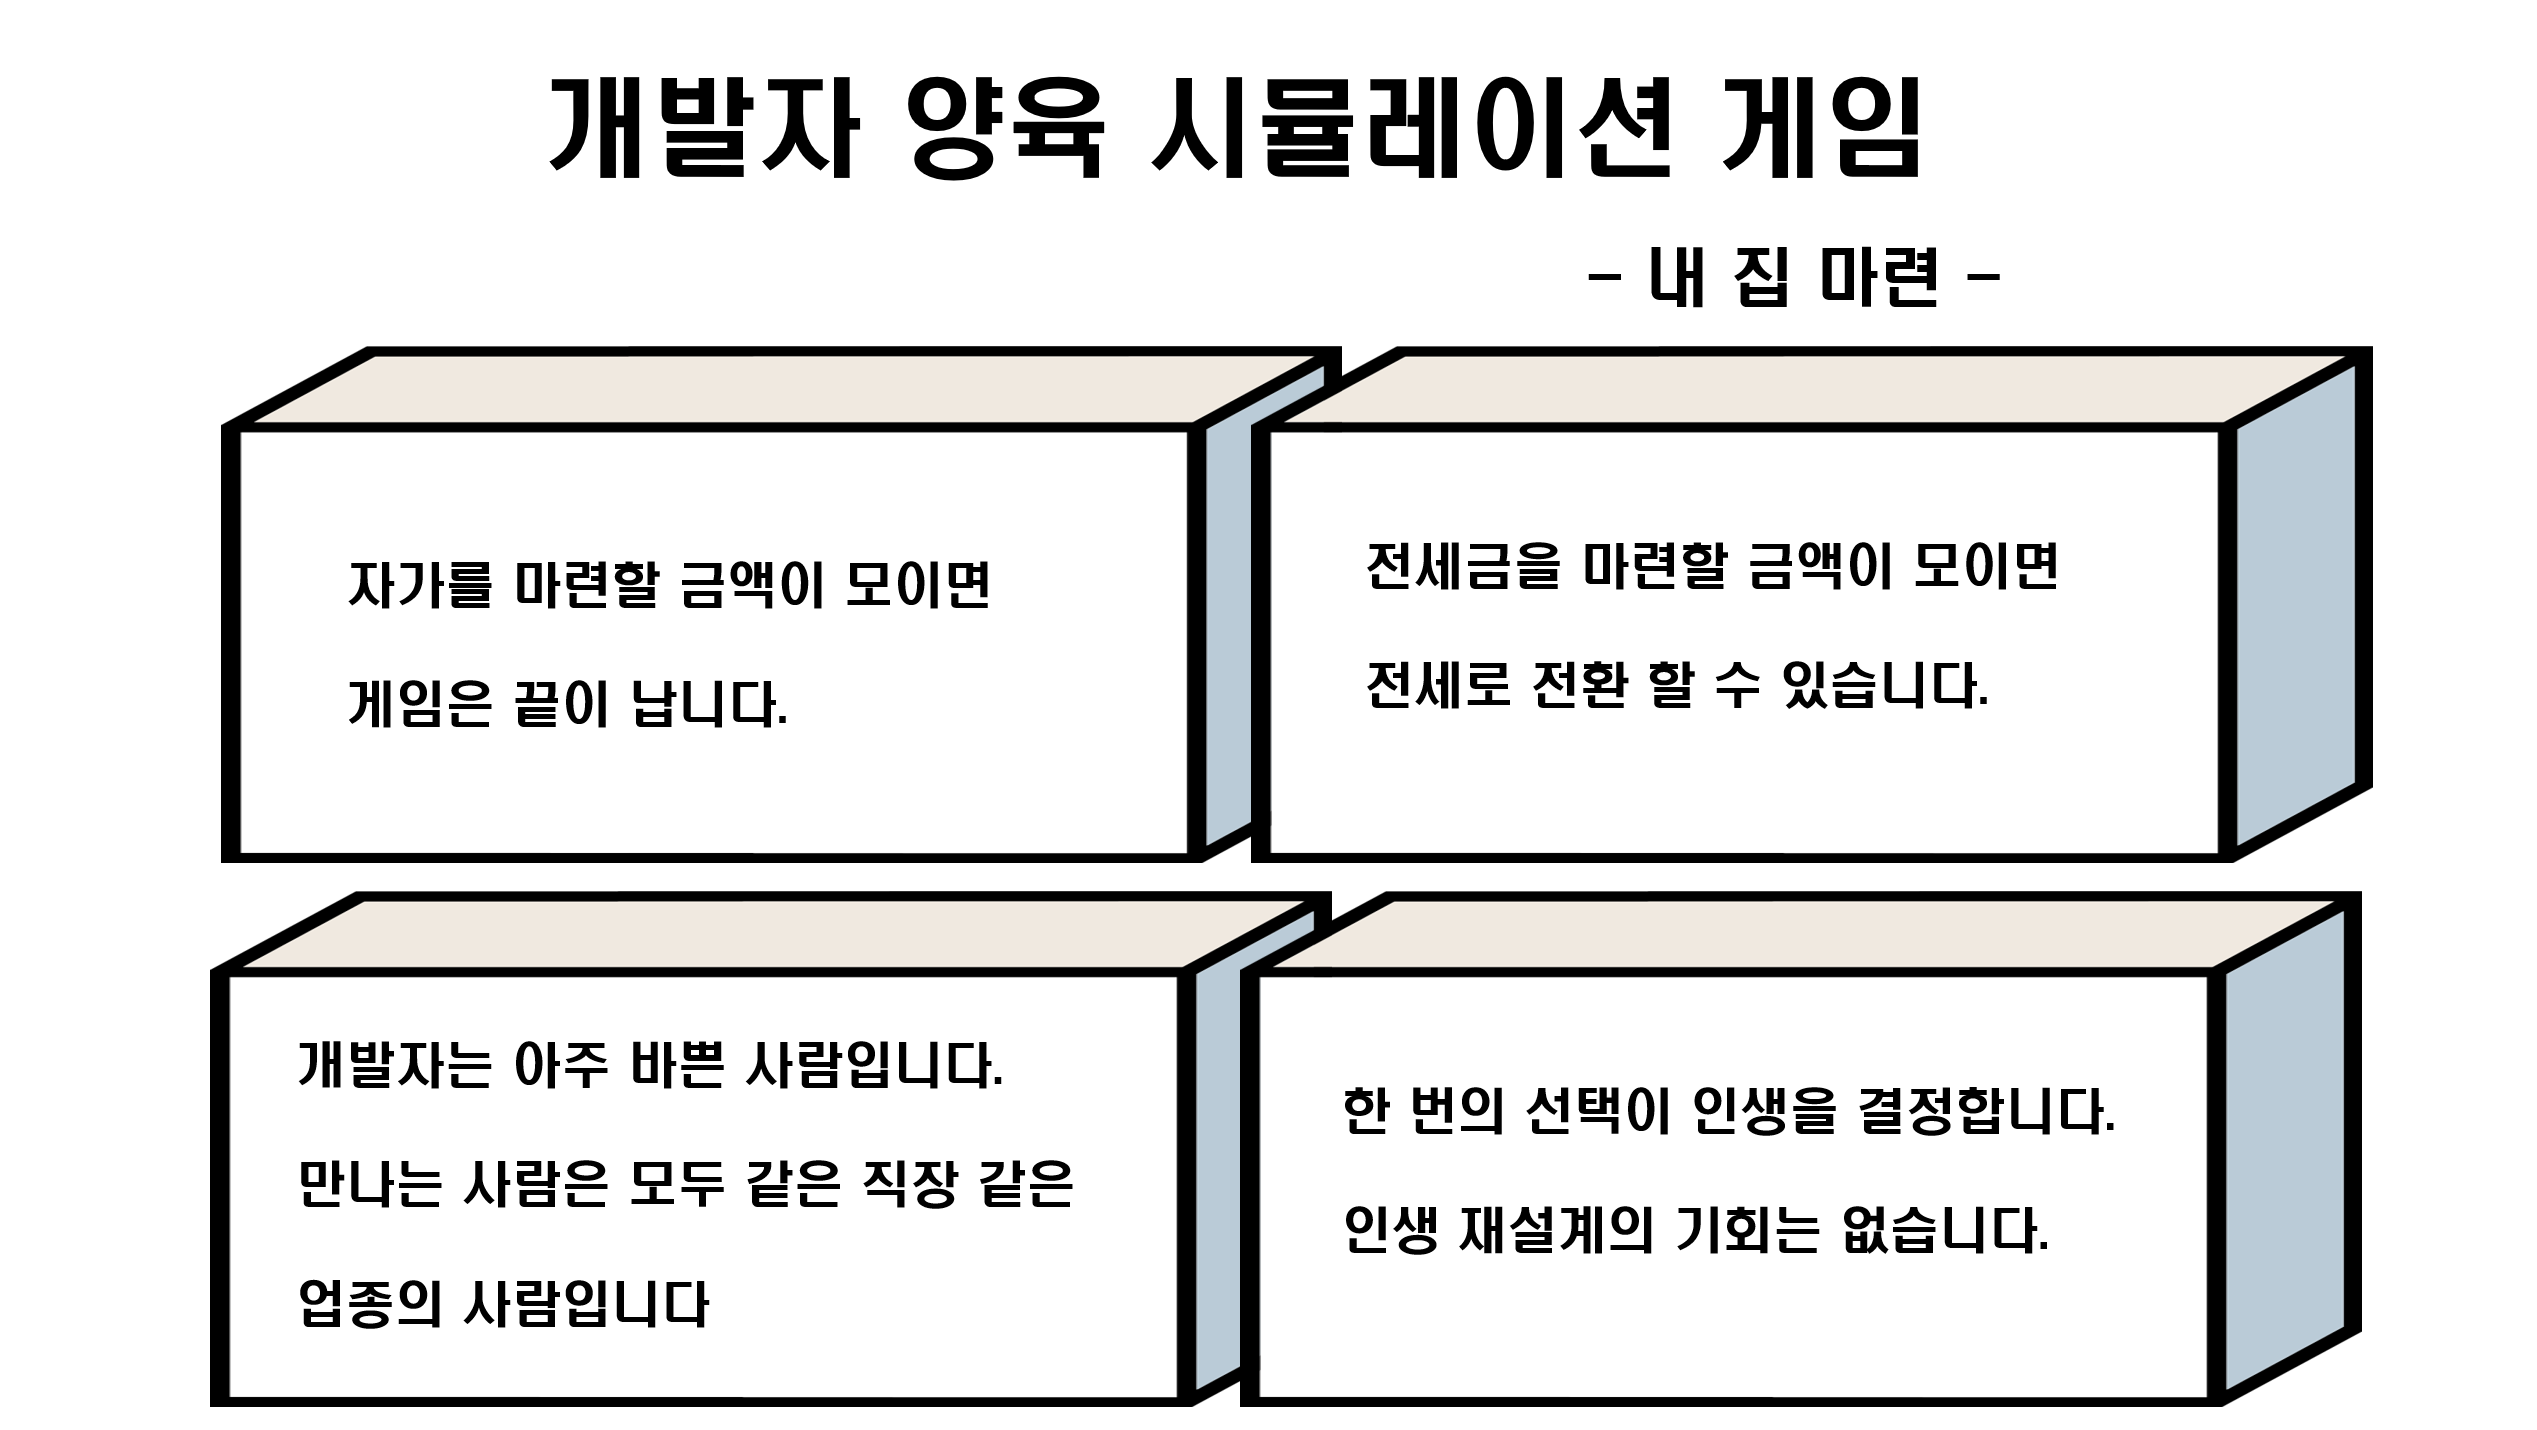 개발자 양육 시뮬레이션 게임
- 내 집 마련 -
자가를 마련할 금액이 모이면
게임은 끝이 납니다.
전세금을 마련할 금액이 모이면
전세로 전환 할 수 있습니다.
개발자는 아주 바쁜 사람입니다.
만나는 사람은 모두 같은 직장 같은
업종의 사람입니다
한 번의 선택이 인생을 결정합니다.
인생 재설계의 기회는 없습니다.